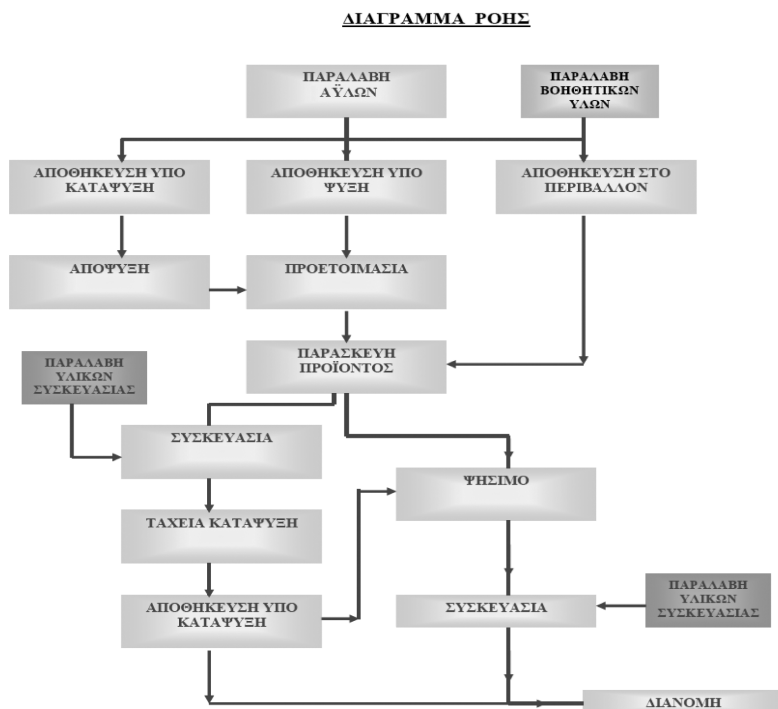 ΔΙΑΓΡΑΜΜΑ ΡΟΗΣ
ΠΑΡΑΛΑΒΗ
ΑΫΛΩΝ
ΠΑΡΑΛΑΒΗ
ΒΟΗΘΗΤΙΚΩΝ
ΥΛΩΝ
ΑΠΟΘΗΚΕΥΣΗ ΥΠΟ
ΚΑΤΑΨΥΞΗ
ΑΠΟΘΗΚΕΥΣΗ ΥΠΟ
ΨΥΞΗ
ΑΠΟΘΗΚΕΥΣΗ ΣΤΟ
ΠΕΡΙΒΑΛΛΟΝ
ΑΠΟΨΥΞΗ
ΠΡΟΕΤΟΙΜΑΣΙΑ
ΠΑΡΑΣΚΕΥΗ
ΠΡΟΪΟΝΤΟΣ
ΠΑΡΑΛΑΒΗ
ΥΛΙΚΩΝ
ΣΥΣΚΕΥΑΣΙΑΣ
ΣΥΣΚΕΥΑΣΙΑ
ΨΗΣΙΜΟ
ΤΑΧΕΙΑ ΚΑΤΑΨΥΞΗ
ΑΠΟΘΗΚΕΥΣΗ ΥΠΟ
ΚΑΤΑΨΥΞΗ
ΣΥΣΚΕΥΑΣΙΑ
ΠΑΡΑΛΑΒΗ
ΥΛΙΚΩΝ
ΣΥΣΚΕΥΑΣΙΑΣ
ΔΙΑΝΟΜΗ